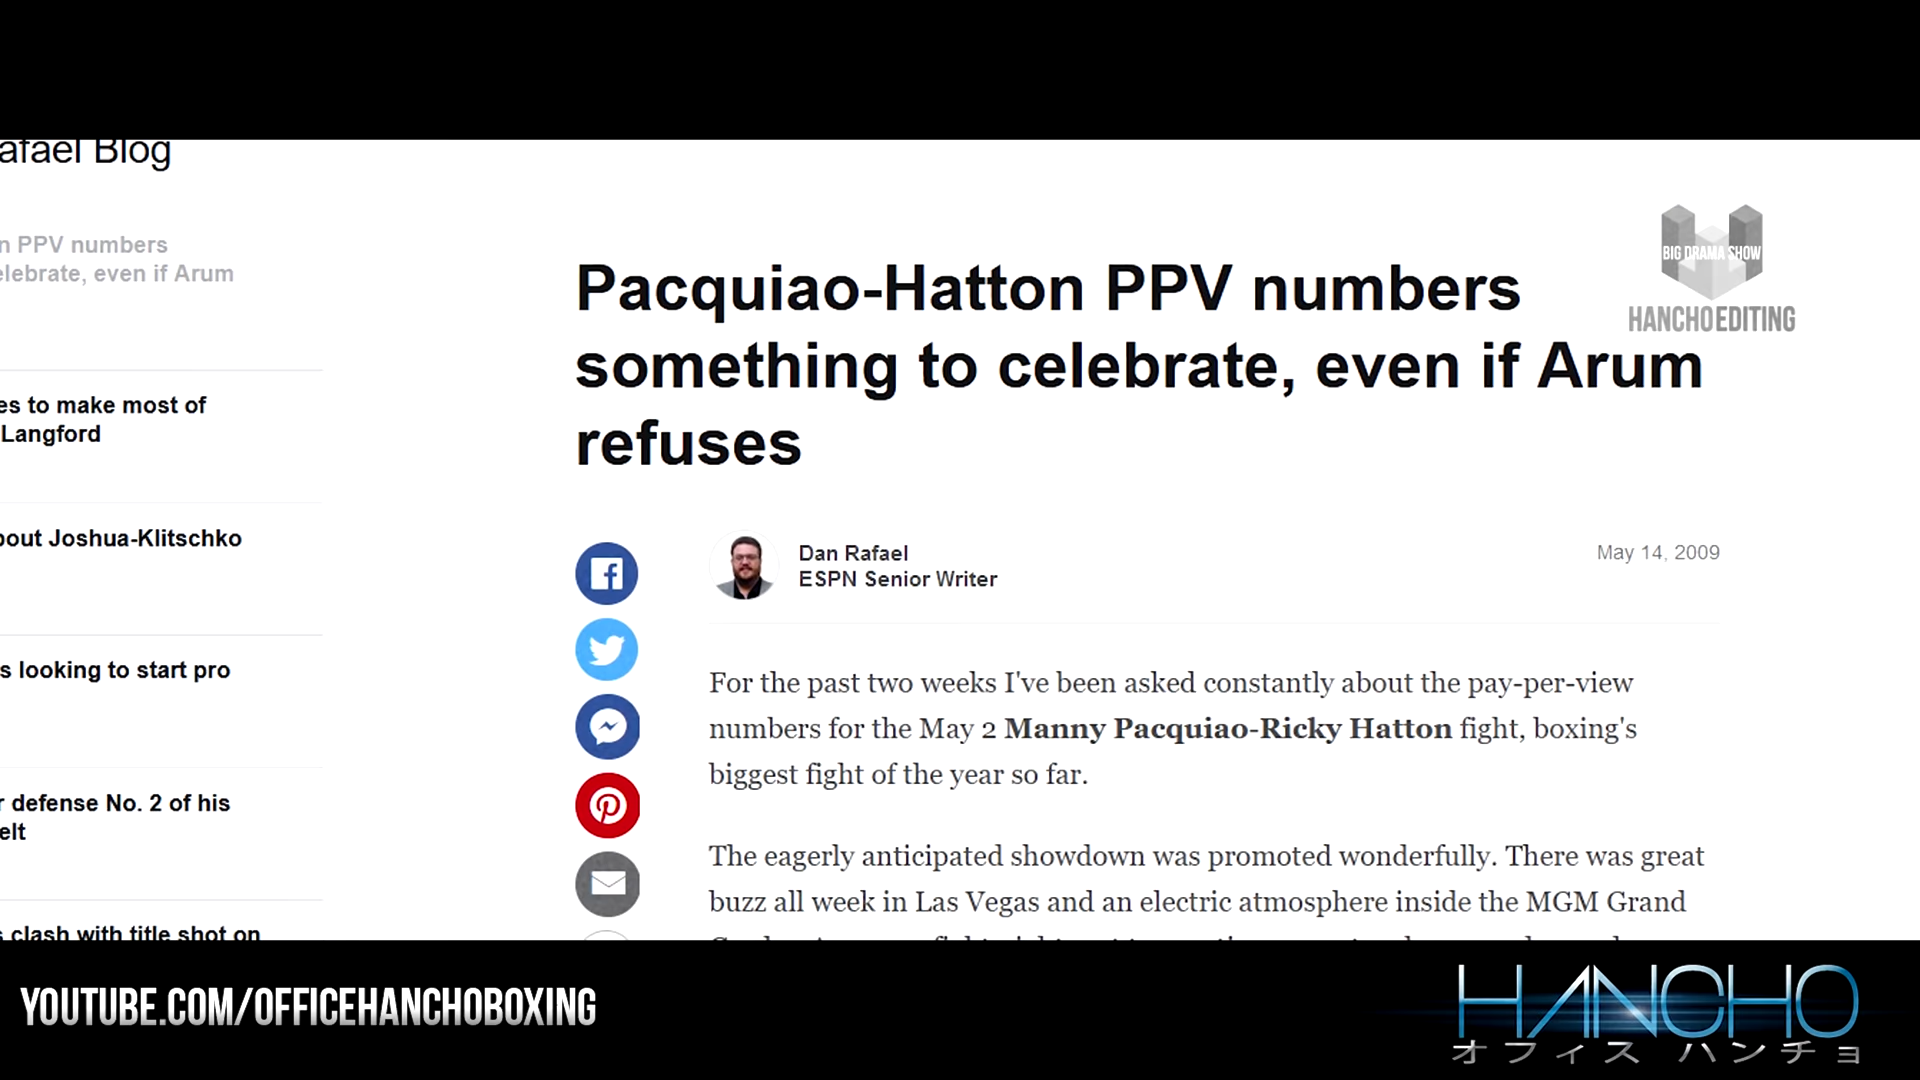 afael Blog
n PPV numbers
elebrate, even if Arum
es to make most of
Langford
bout Joshua-Klitschko
s looking to start pro
r defense No. 2 of his
elt
s clash with title shot on
BIG DRAMA SHOW
HANCHOEDITING
Pacquiao-Hatton PPV numbers
something to celebrate, even if Arum
refuses
Dan Rafael
ESPN Senior Writer
May 14, 2009
For the past two weeks I've been asked constantly about the pay-per-view
numbers for the May 2 Manny Pacquiao-Ricky Hatton fight, boxing's
biggest fight of the year so far.
The eagerly anticipated showdown was promoted wonderfully. There was great
buzz all week in Las Vegas and an electric atmosphere inside the MGM Grand
YOUTUBE.COM/OFFICEHANCHOBOXING
HANCHO
オフィス ハンチョ